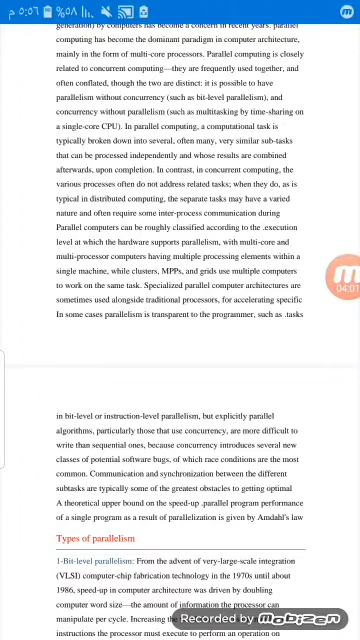 م ٥:٥٦ ٪٥٨
generation) by computers has become a concern in recent years. parallel
computing has become the dominant paradigm in computer architecture,
mainly in the form of multi-core processors. Parallel computing is closely
related to concurrent computing—they are frequently used together, and
often conflated, though the two are distinct: it is possible to have
parallelism without concurrency (such as bit-level parallelism), and
concurrency without parallelism (such as multitasking by time-sharing on
a single-core CPU). In parallel computing, a computational task is
typically broken down into several, often many, very similar sub-tasks
that can be processed independently and whose results are combined
afterwards, upon completion. In contrast, in concurrent computing, the
various processes often do not address related tasks; when they do, as is
typical in distributed computing, the separate tasks may have a varied
nature and often require some inter-process communication during
Parallel computers can be roughly classified according to the .execution
level at which the hardware supports parallelism, with multi-core and
multi-processor computers having multiple processing elements within a
single machine, while clusters, MPPs, and grids use multiple computers
to work on the same task. Specialized parallel computer architectures are
sometimes used alongside traditional processors, for accelerating specific
In some cases parallelism is transparent to the programmer, such as .tasks
04:01
in bit-level or instruction-level parallelism, but explicitly parallel
algorithms, particularly those that use concurrency, are more difficult to
write than sequential ones, because concurrency introduces several new
classes of potential software bugs, of which race conditions are the most
common. Communication and synchronization between the different
subtasks are typically some of the greatest obstacles to getting optimal
A theoretical upper bound on the speed-up .parallel program performance
of a single program as a result of parallelization is given by Amdahl's law
Types of parallelism
1-Bit-level parallelism: From the advent of very-large-scale integration
(VLSI) computer-chip fabrication technology in the 1970s until about
1986, speed-up in computer architecture was driven by doubling
computer word size—the amount of information the processor can
manipulate per cycle. Increasing the
instructions the processor must execute to perform an operation on
Recorded by mobizen